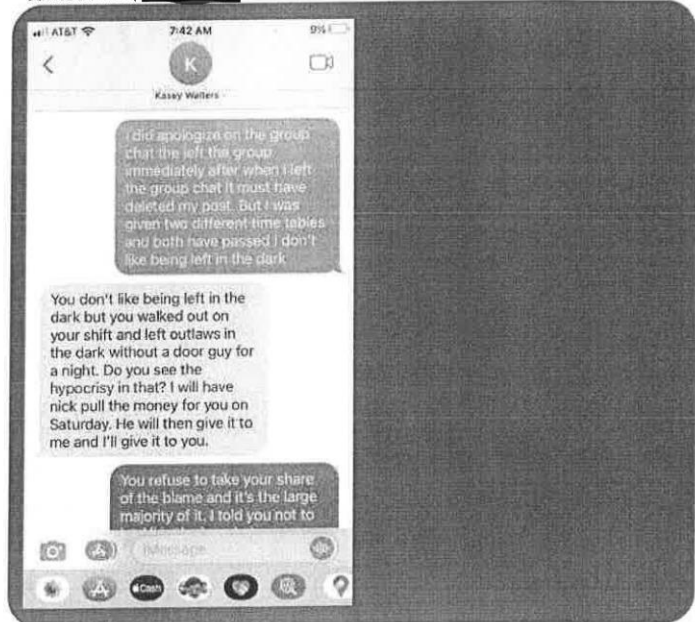 AT&T
7:42 AM
9%
K
Kasey Walters
I did apologize on the group
chat the left the group
immediately after when I left
the group chat it must have
deleted my post. But I was
given two different time tables
and both have passed I don't
like being left in the dark
You don't like being left in the
dark but you walked out on
your shift and left outlaws in
the dark without a door guy for
a night. Do you see the
hypocrisy in that? I will have
nick pull the money for you on
Saturday. He will then give it to
me and I'll give it to you.
You refuse to take your share
of the blame and it's the large
majority of it. I told you not to
iMessage
Cash